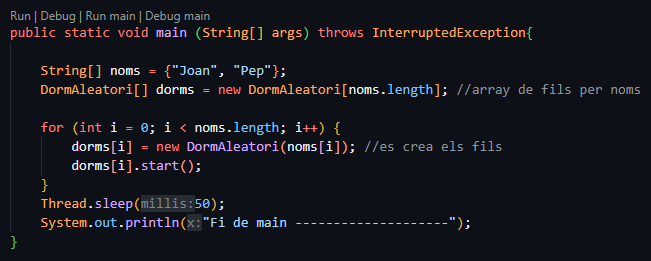 Run | Debug | Run main | Debug main
public static void main (String[] args) throws InterruptedException{
String[] noms = {"Joan", "Pep"};
DormAleatori[] dorms = new DormAleatori[noms.length]; //array de fils per noms
for (int i = 0; i < noms.length; i++) {
dorms[i] = new DormAleatori(noms[i]); //es crea els fils
dorms[i].start();
}
Thread.sleep(millis:50);
System.out.println(x:"Fi de main --------------------");
}